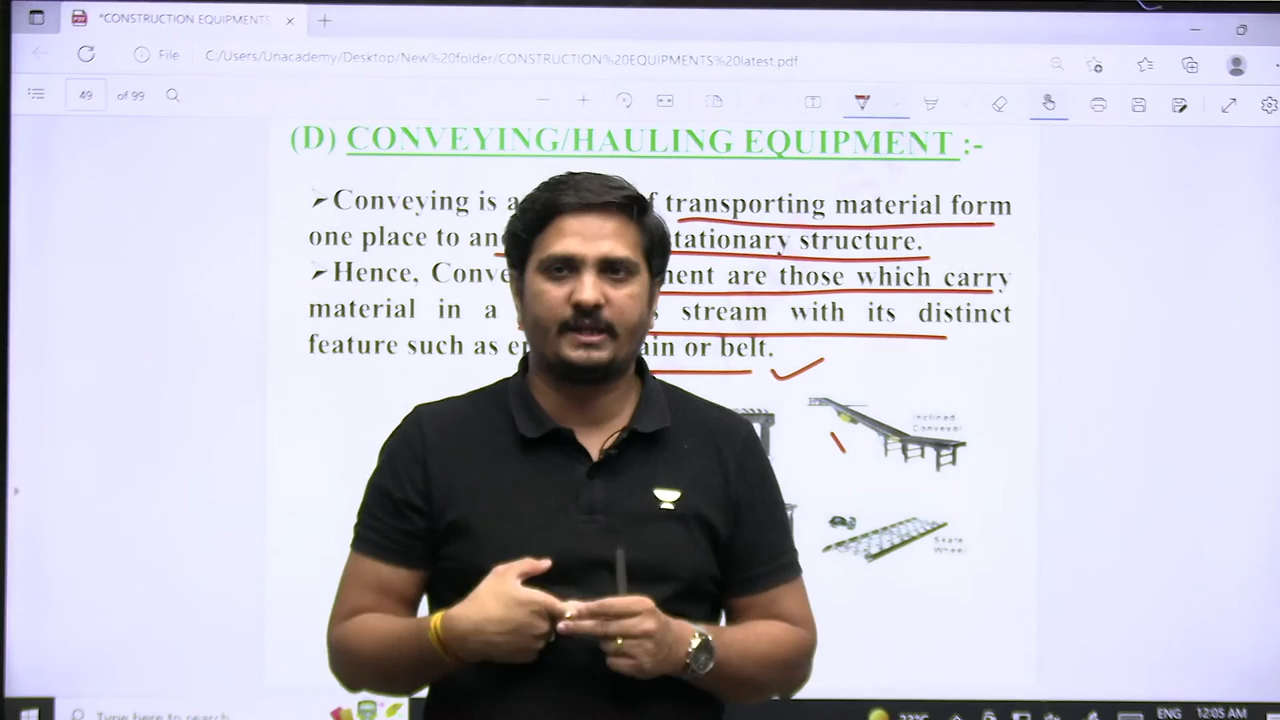 *CONSTRUCTION EQUIPMENTS
File C:/Users/Unacademy/Desktop/New%20folder/CONSTRUCTION%20EQUIPMENTS%20latest.pdf
49 of 99
(D) CONVEYING/HAULING EQUIPMENT :-
➢Conveying is a f transporting material form
one place to an tationary structure.
➢Hence, Conve ment are those which carry
material in a s stream with its distinct
feature such as e ain or belt.
Inclined
Conveyor
Skate
Wheel
Type here to search
ENG 12:05 AM